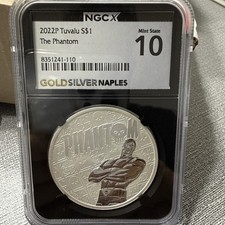 NGCX
2022P Tuvalu S$1
The Phantom
8351241-110
Mint State
10
GOLDSILVER NAPLES
PHANTOM